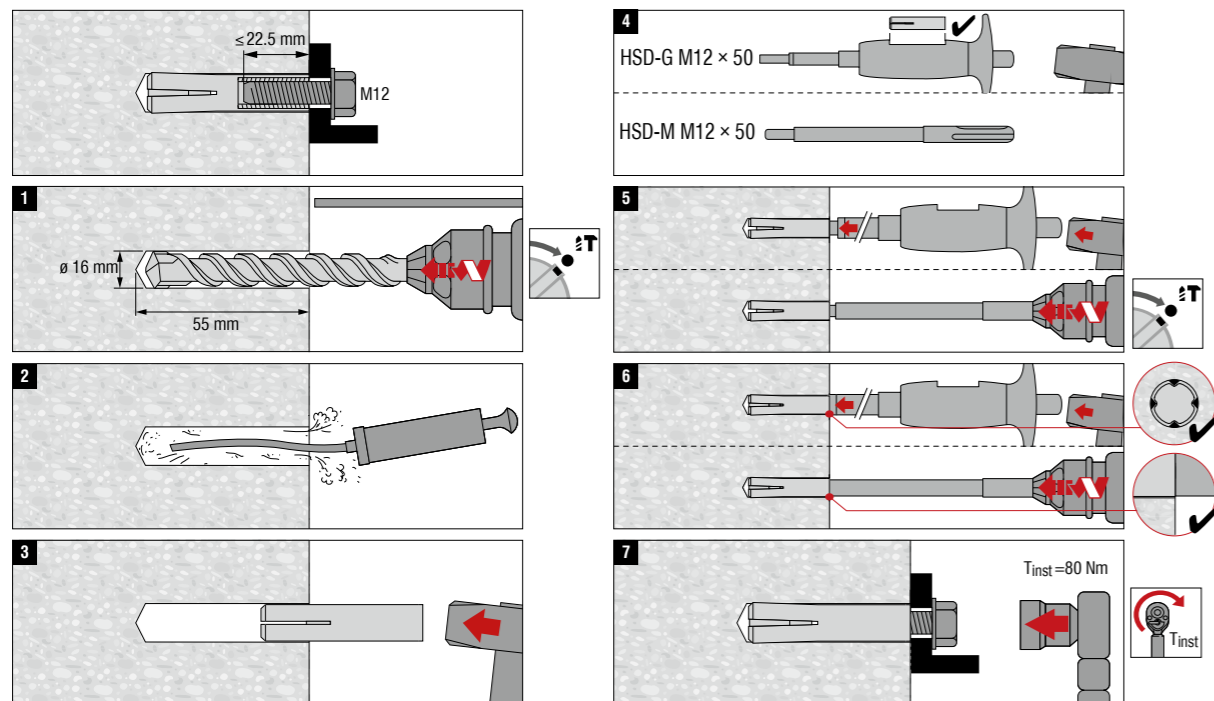 ≤ 22.5 mm
M12
1
ø 16 mm
55 mm
2
3
4
HSD-G M12 × 50
HSD-M M12 × 50
5
6
7
Tinst =80 Nm
Tinst